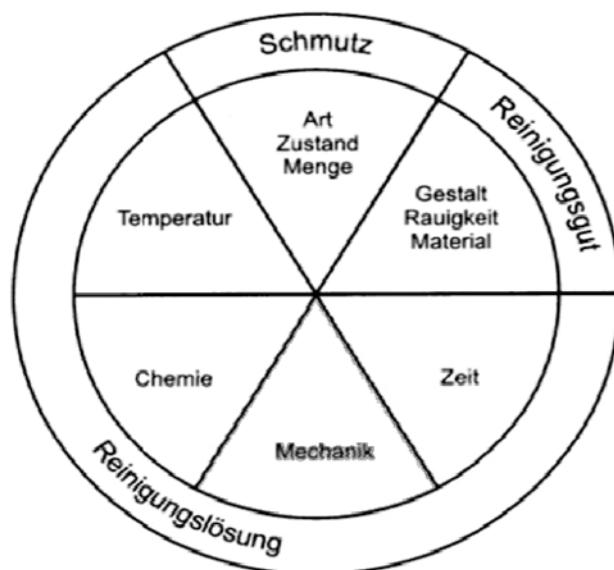 Schmutz
Reinigungsgut
Art
Zustand
Menge
Gestalt
Rauigkeit
Material
Temperatur
Chemie
Zeit
Mechanik
Reinigungslösung